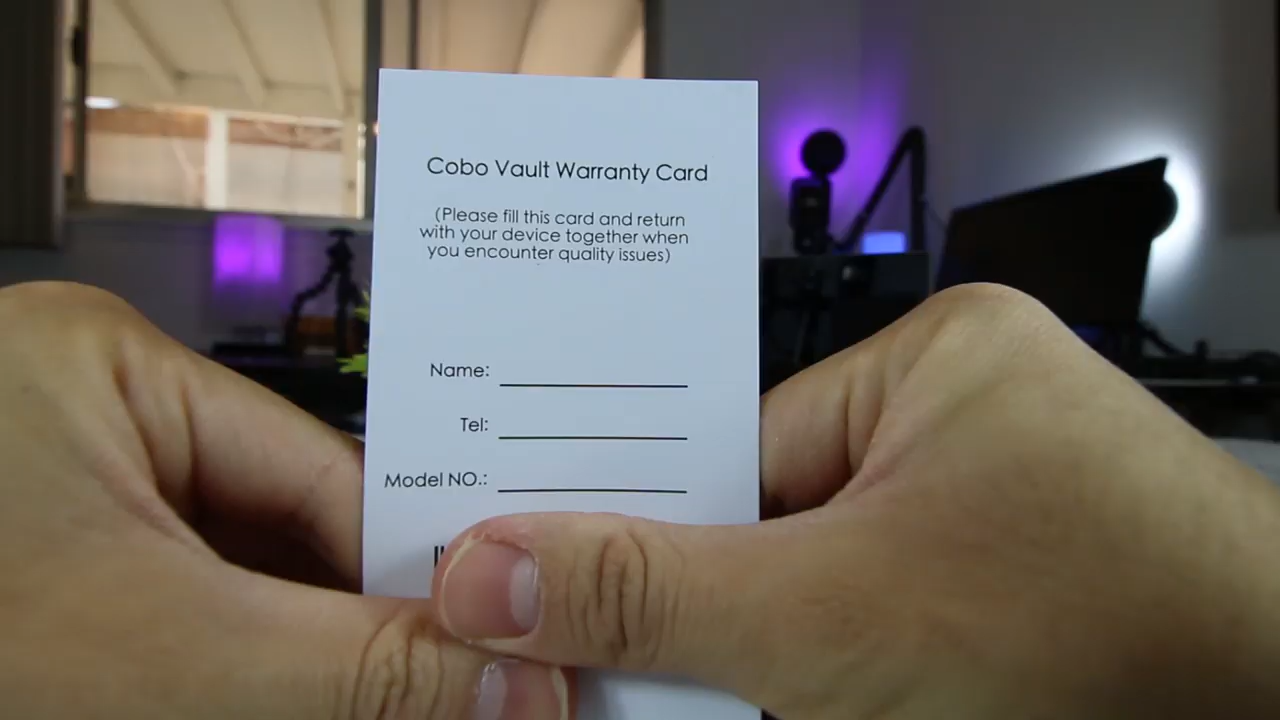 Cobo Vault Warranty Card
(Please fill this card and return
with your device together when
you encounter quality issues)
Name:
Tel:
Model NO.: